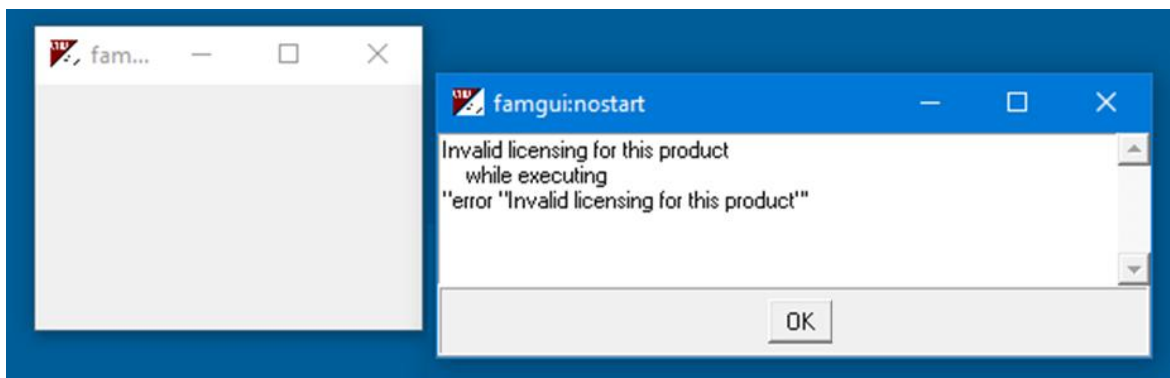 fam...
famgui:nostart
Invalid licensing for this product
while executing
"error "Invalid licensing for this product"'
OK